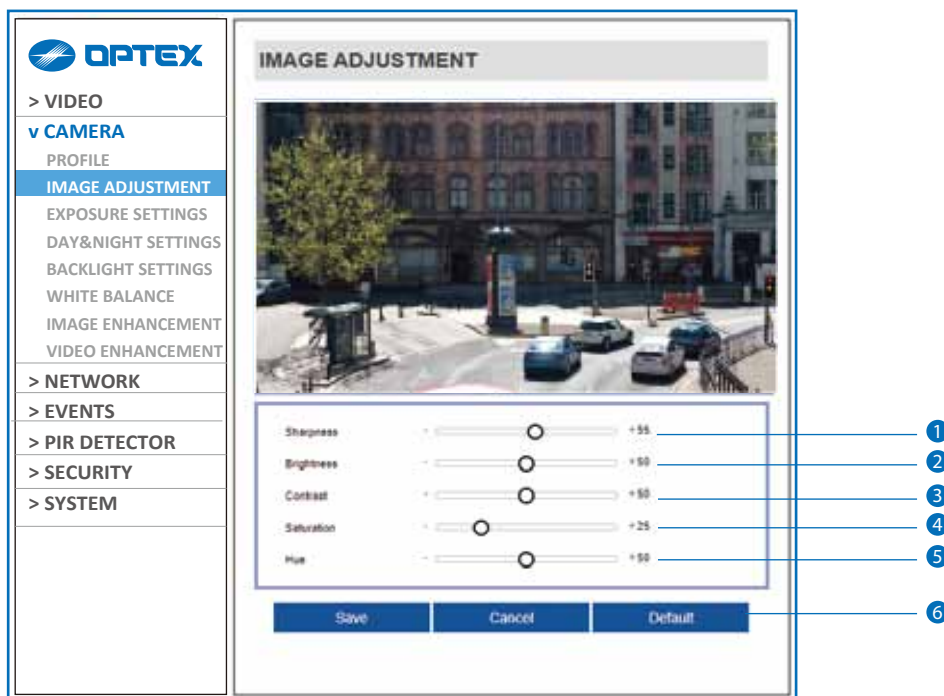 OPTEX
> VIDEO
v CAMERA
PROFILE
IMAGE ADJUSTMENT
EXPOSURE SETTINGS
DAY&NIGHT SETTINGS
BACKLIGHT SETTINGS
WHITE BALANCE
IMAGE ENHANCEMENT
VIDEO ENHANCEMENT
> NETWORK
> EVENTS
> PIR DETECTOR
> SECURITY
> SYSTEM
IMAGE ADJUSTMENT
Sharpness - +55 1
Brightness - +50 2
Contrast - +50 3
Saturation - +25 4
Hue - +50 5
Save Cancel Default 6